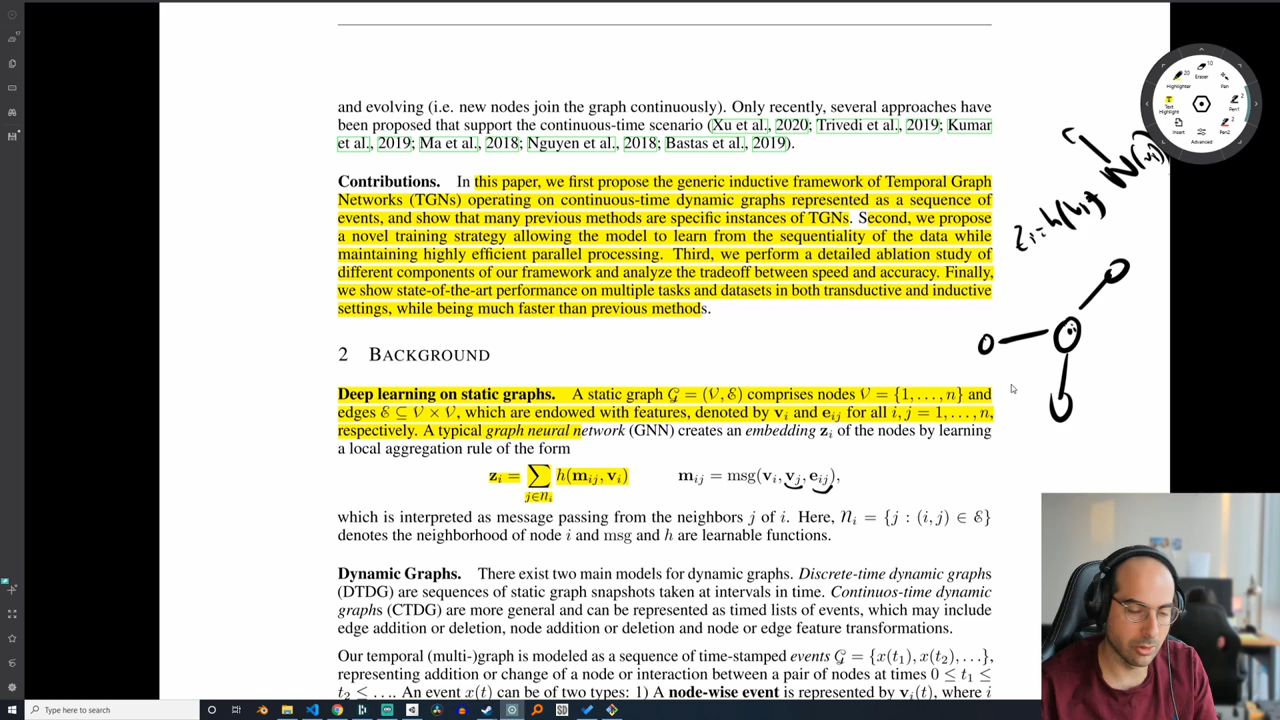 and evolving (i.e. new nodes join the graph continuously). Only recently, several approaches have
been proposed that support the continuous-time scenario (Xu et al., 2020; Trivedi et al., 2019; Kumar
et al., 2019; Ma et al., 2018; Nguyen et al., 2018; Bastas et al., 2019).
Contributions. In this paper, we first propose the generic inductive framework of Temporal Graph
Networks (TGNs) operating on continuous-time dynamic graphs represented as a sequence of
events, and show that many previous methods are specific instances of TGNs. Second, we propose
a novel training strategy allowing the model to learn from the sequentiality of the data while
maintaining highly efficient parallel processing. Third, we perform a detailed ablation study of
different components of our framework and analyze the tradeoff between speed and accuracy. Finally,
we show state-of-the-art performance on multiple tasks and datasets in both transductive and inductive
settings, while being much faster than previous methods.
2 BACKGROUND
Deep learning on static graphs. A static graph 𝒢 = (𝒱, ℰ) comprises nodes 𝒱 = {1, . . . , n} and
edges ℰ ⊆ 𝒱 × 𝒱, which are endowed with features, denoted by vᵢ and eᵢⱼ for all i, j = 1, . . . , n,
respectively. A typical graph neural network (GNN) creates an embedding zᵢ of the nodes by learning
a local aggregation rule of the form
zᵢ = ∑ h(mᵢⱼ, vᵢ) mᵢⱼ = msg(vᵢ, vⱼ, eᵢⱼ),
j∈nᵢ
which is interpreted as message passing from the neighbors j of i. Here, nᵢ = {j : (i, j) ∈ ℰ}
denotes the neighborhood of node i and msg and h are learnable functions.
Dynamic Graphs. There exist two main models for dynamic graphs. Discrete-time dynamic graphs
(DTDG) are sequences of static graph snapshots taken at intervals in time. Continuos-time dynamic
graphs (CTDG) are more general and can be represented as timed lists of events, which may include
edge addition or deletion, node addition or deletion and node or edge feature transformations.
Our temporal (multi-)graph is modeled as a sequence of time-stamped events 𝒢 = {x(t₁), x(t₂), . . .},
representing addition or change of a node or interaction between a pair of nodes at times 0 ≤ t₁ ≤
t₂ ≤ . . . . An event x(t) can be of two types: 1) A node-wise event is represented by vᵢ(t), where i
Highlighter
Eraser
Pan
Text Highlight
Pen1
Insert
Pen2
Advanced
Type here to search